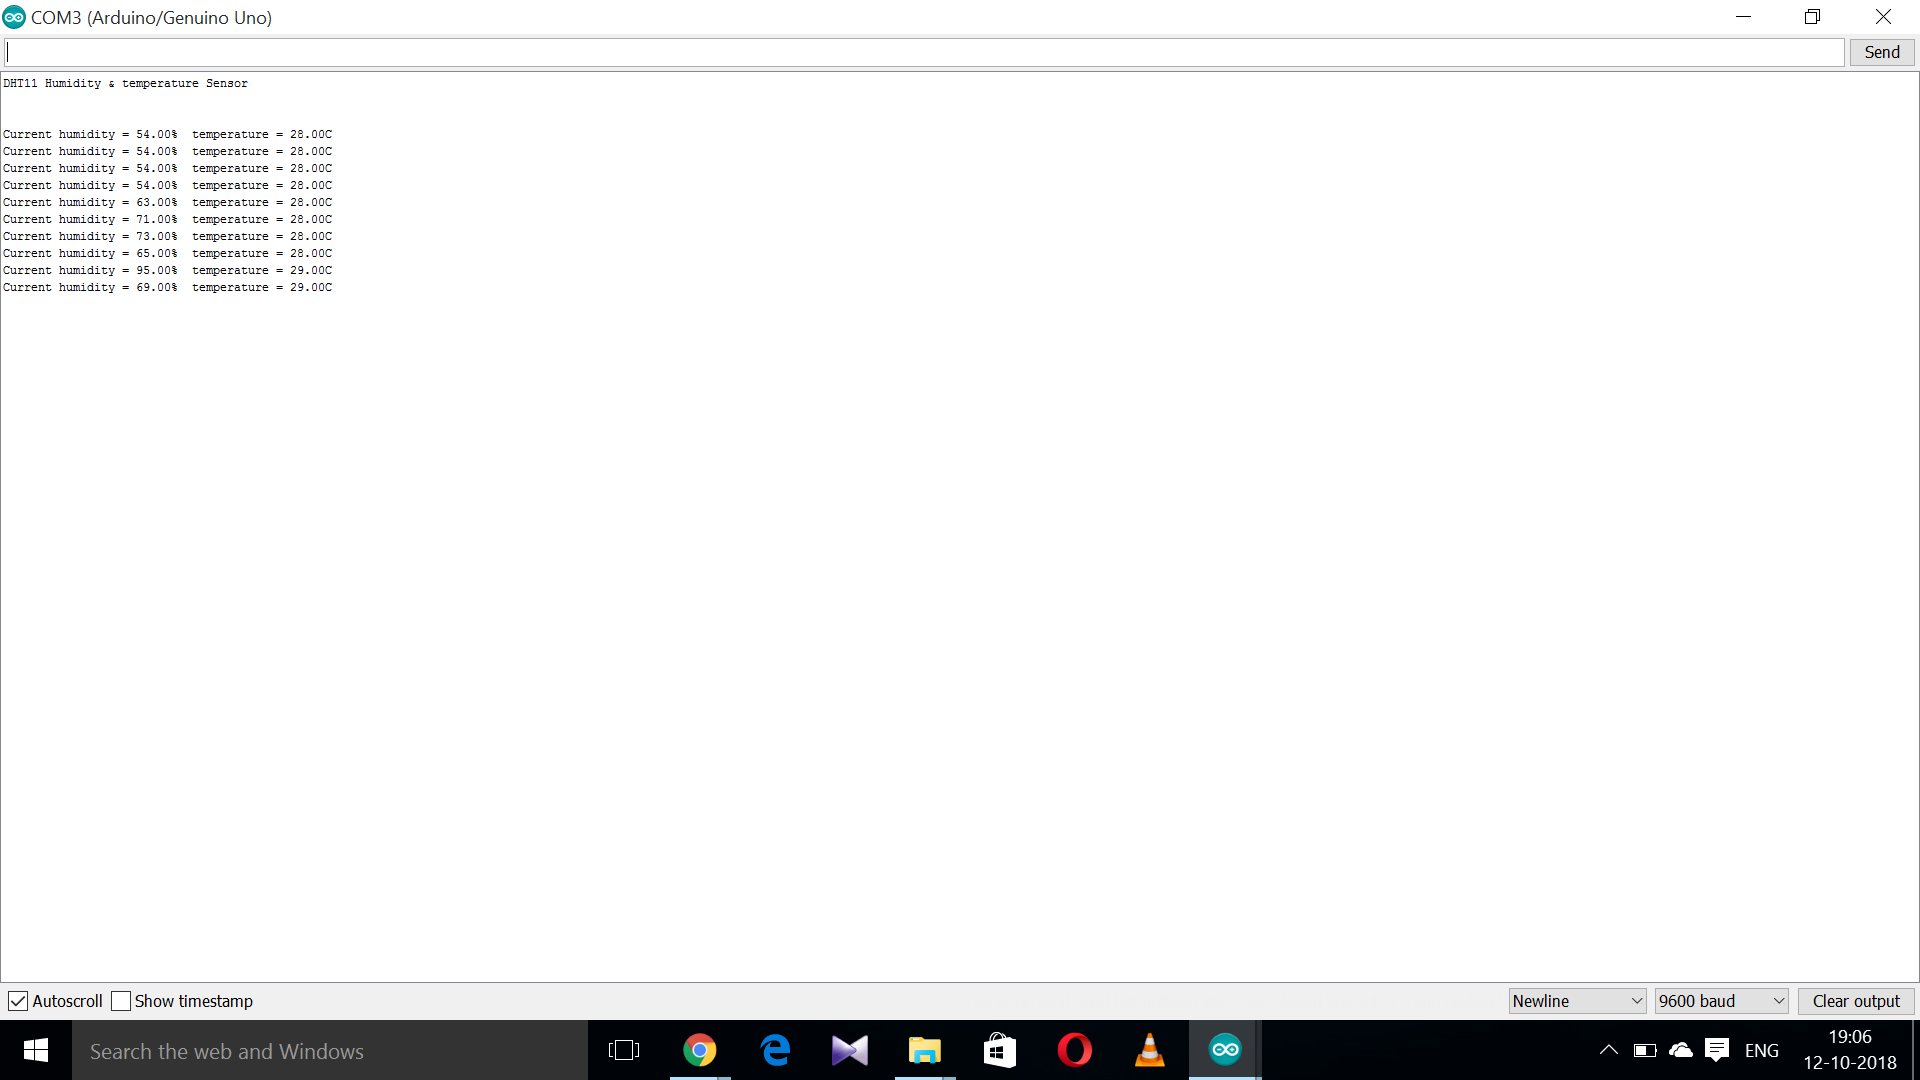 COM3 (Arduino/Genuino Uno)
Send
DHT11 Humidity & temperature Sensor
Current humidity = 54.00%  temperature = 28.00C
Current humidity = 54.00%  temperature = 28.00C
Current humidity = 54.00%  temperature = 28.00C
Current humidity = 54.00%  temperature = 28.00C
Current humidity = 63.00%  temperature = 28.00C
Current humidity = 71.00%  temperature = 28.00C
Current humidity = 73.00%  temperature = 28.00C
Current humidity = 65.00%  temperature = 28.00C
Current humidity = 95.00%  temperature = 29.00C
Current humidity = 69.00%  temperature = 29.00C
Autoscroll Show timestamp Newline 9600 baud Clear output
Search the web and Windows
ENG
19:06
12-10-2018